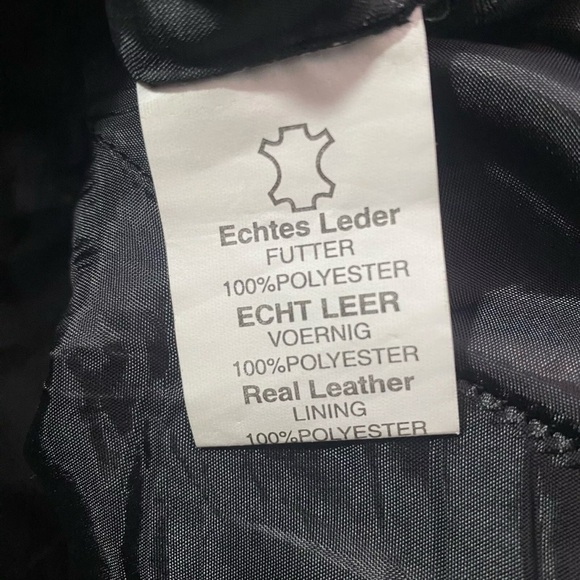 Echtes Leder
FUTTER
100%POLYESTER
ECHT LEER
VOERNIG
100%POLYESTER
Real Leather
LINING
100%POLYESTER